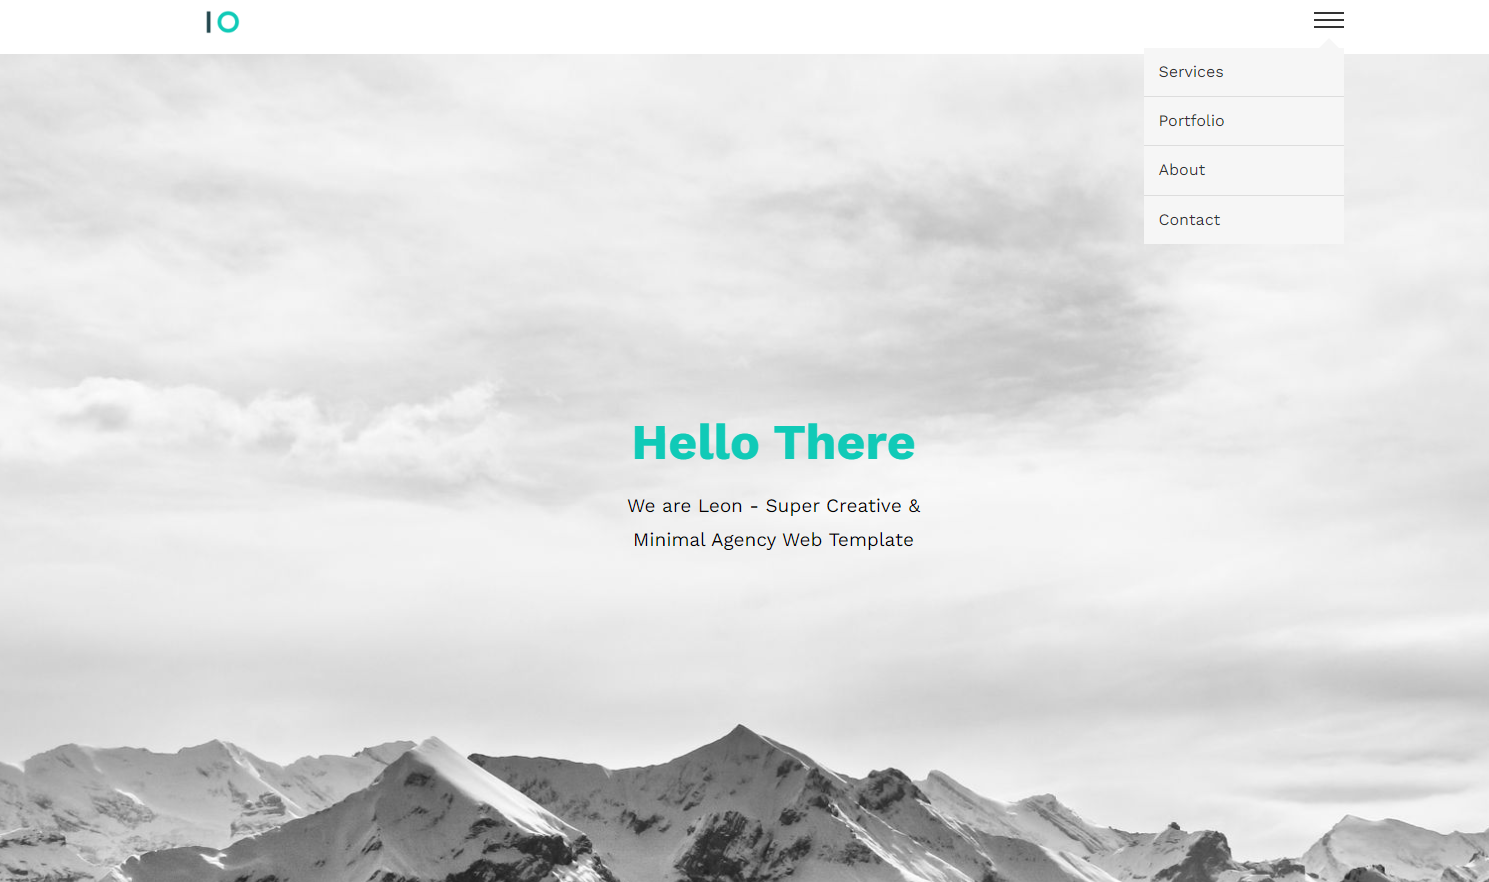 IO
Services
Portfolio
About
Contact
Hello There
We are Leon - Super Creative &
Minimal Agency Web Template